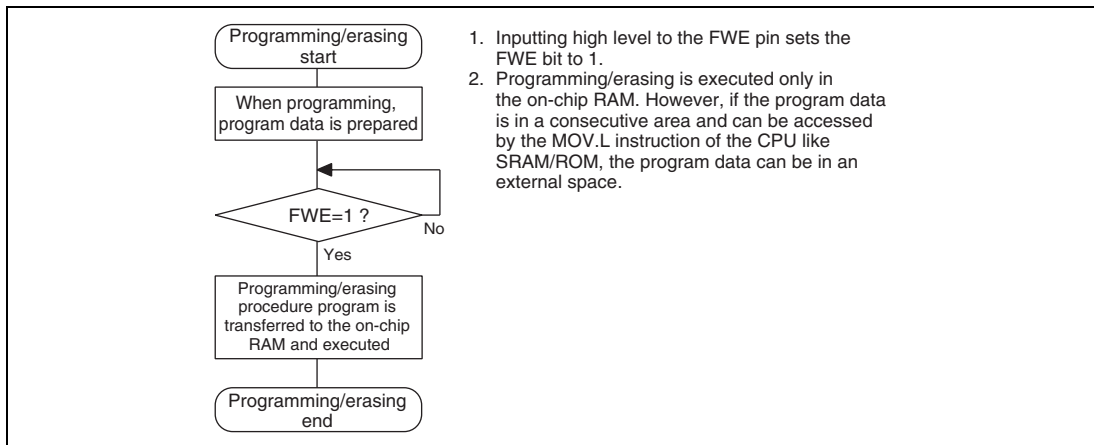 Programming/erasing
start
When programming,
program data is prepared
FWE=1 ?
No
Yes
Programming/erasing
procedure program is
transferred to the on-chip
RAM and executed
Programming/erasing
end
1. Inputting high level to the FWE pin sets the
FWE bit to 1.
2. Programming/erasing is executed only in
the on-chip RAM. However, if the program data
is in a consecutive area and can be accessed
by the MOV.L instruction of the CPU like
SRAM/ROM, the program data can be in an
external space.